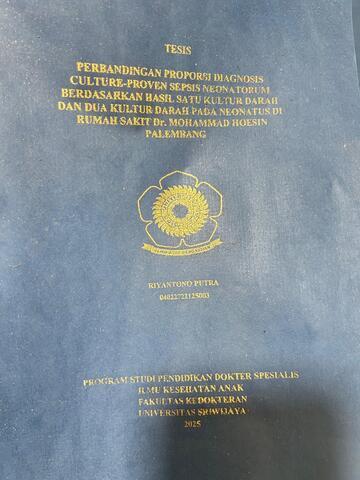 TESIS
PERBANDINGAN PROPORSI DIAGNOSIS
CULTURE-PROVEN SEPSIS NEONATORUM
BERDASARKAN HASIL SATU KULTUR DARAH
DAN DUA KULTUR DARAH PADA NEONATUS DI
RUMAH SAKIT Dr. MOHAMMAD HOESIN
PALEMBANG
RIYANTONO PUTRA
04022722125003
PROGRAM STUDI PENDIDIKAN DOKTER SPESIALIS
ILMU KESEHATAN ANAK
FAKULTAS KEDOKTERAN
UNIVERSITAS SRIWIJAYA
2025